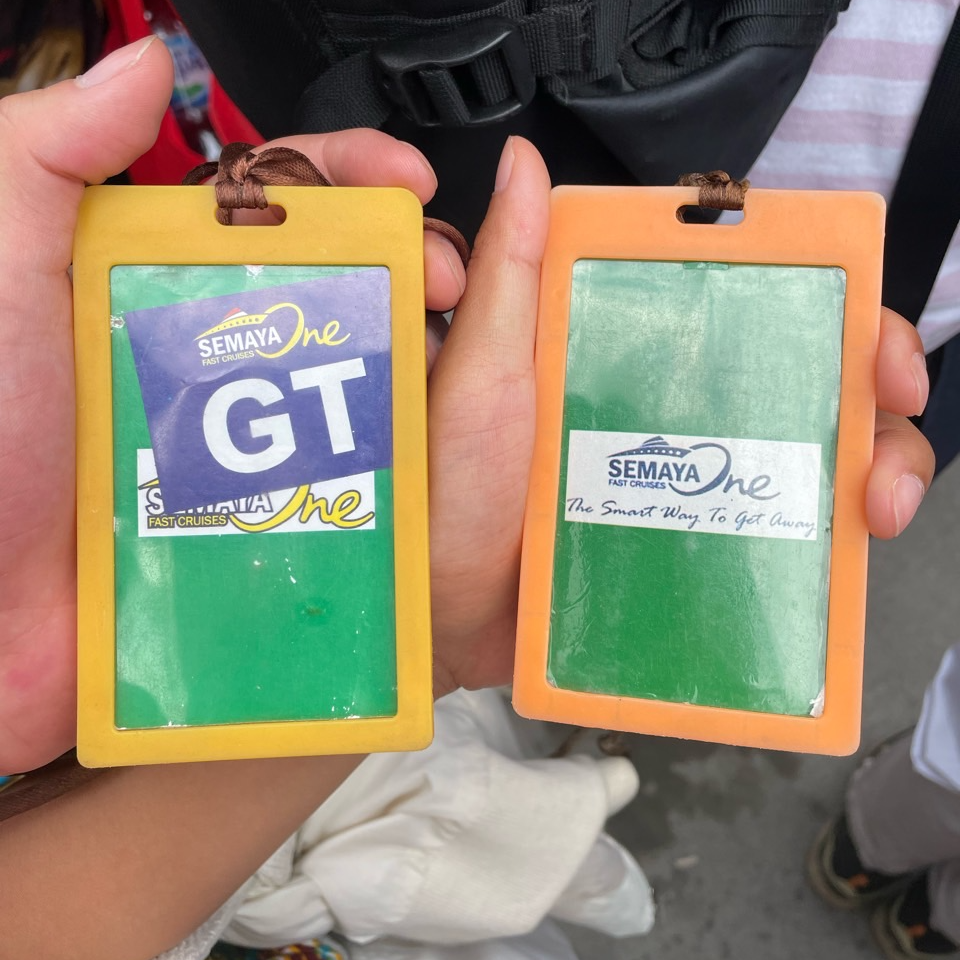 SEMAYA One
FAST CRUISES
GT
SEMAYA One
FAST CRUISES
SEMAYA One
FAST CRUISES
The Smart Way To Get Away